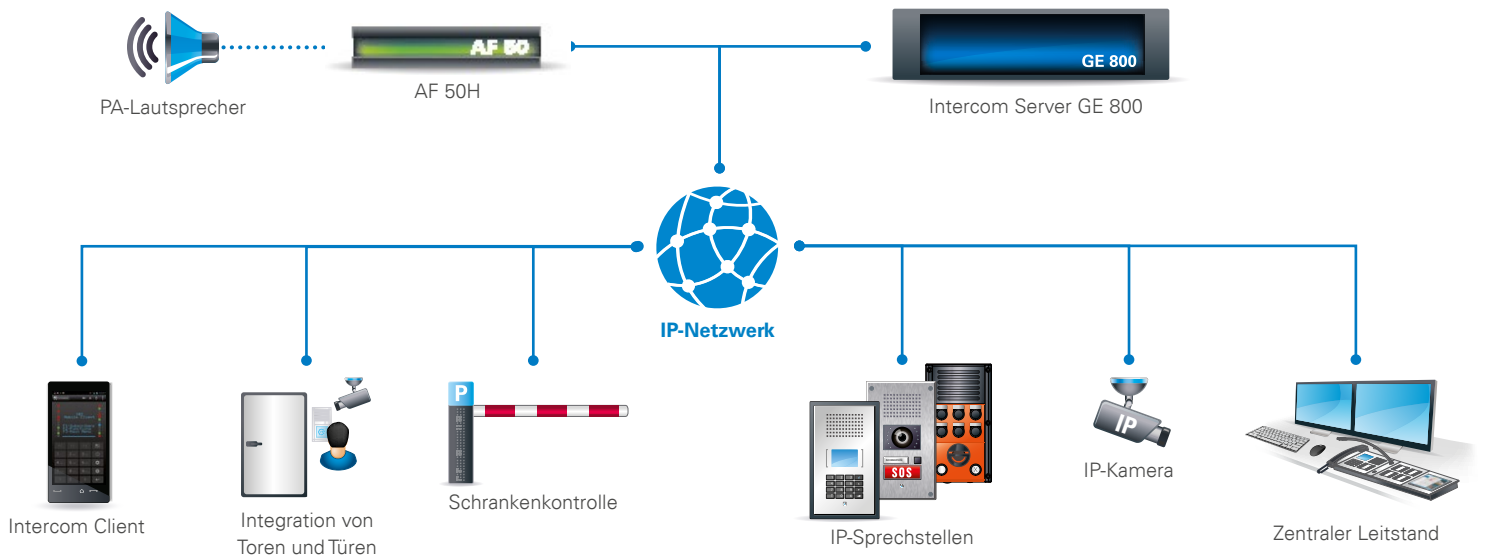 AF 50
GE 800
PA-Lautsprecher
AF 50H
Intercom Server GE 800
IP-Netzwerk
P
SOS
IP
Intercom Client
Integration von
Toren und Türen
Schrankenkontrolle
IP-Sprechstellen
IP-Kamera
Zentraler Leitstand